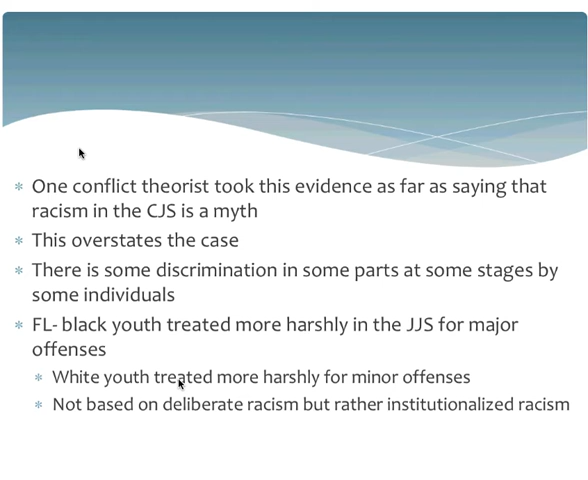 One conflict theorist took this evidence as far as saying that
racism in the CJS is a myth
This overstates the case
There is some discrimination in some parts at some stages by
some individuals
FL- black youth treated more harshly in the JJS for major
offenses
White youth treated more harshly for minor offenses
Not based on deliberate racism but rather institutionalized racism